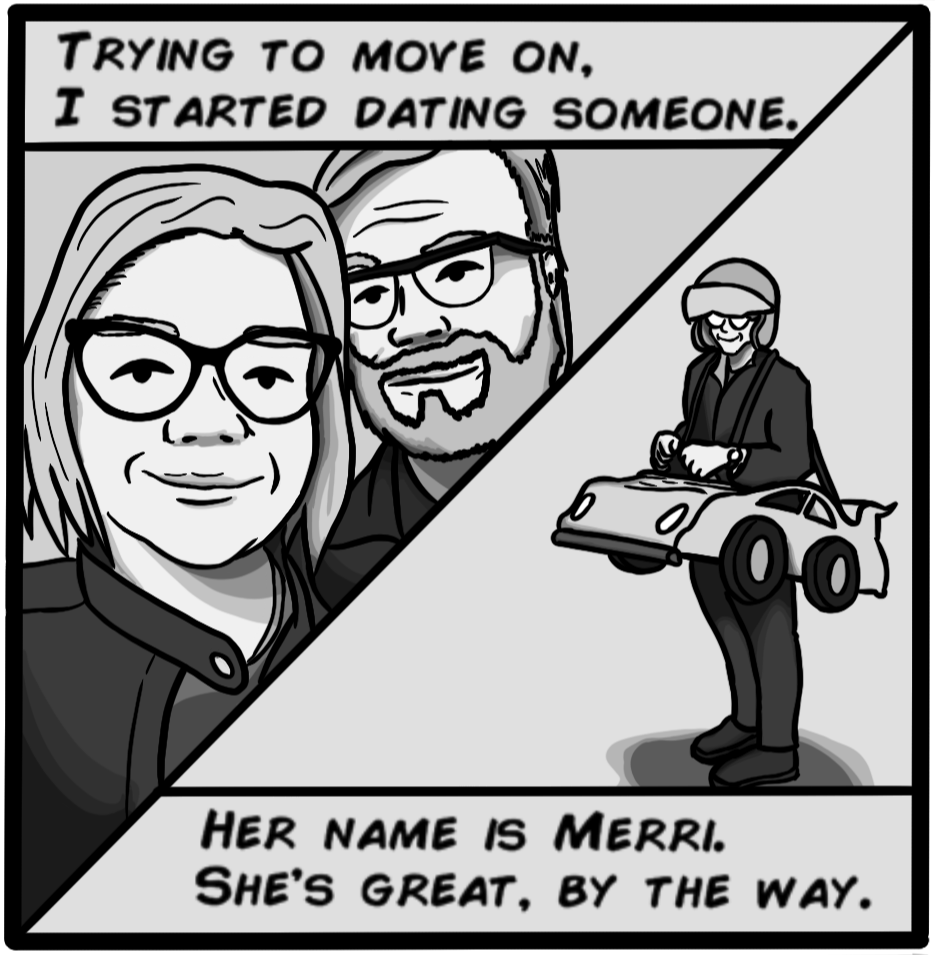 Trying to move on,
I started dating someone.
Her name is Merri.
She's great, by the way.